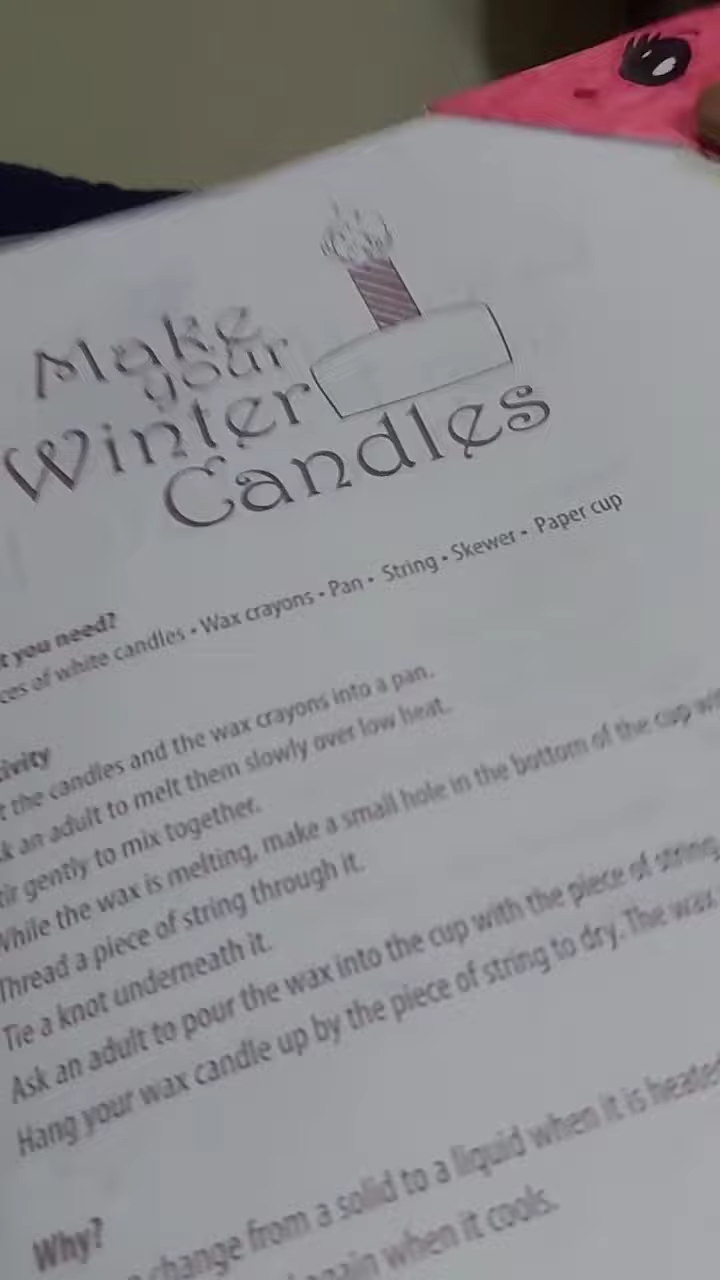 Make
your
Winter
Candles
you need?
of white candles • Wax crayons • Pan • String • Skewer • Paper cup
the candles and the wax crayons into a pan.
an adult to melt them slowly over low heat.
gently to mix together.
While the wax is melting, make a small hole in the bottom of the cup
Thread a piece of string through it.
Tie a knot underneath it.
Ask an adult to pour the wax into the cup with the piece of string
Hang your wax candle up by the piece of string to dry. The wax
Why?
change from a solid to a liquid when it is heated
when it cools.